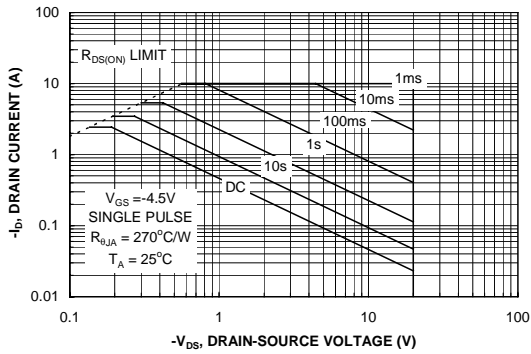 100
R_DS(ON) LIMIT
10
1
0.1
0.01
1ms
10ms
100ms
1s
10s
DC
V_GS =-4.5V
SINGLE PULSE
R_θJA = 270°C/W
T_A = 25°C
0.1
1
10
100
-I_D, DRAIN CURRENT (A)
-V_DS, DRAIN-SOURCE VOLTAGE (V)